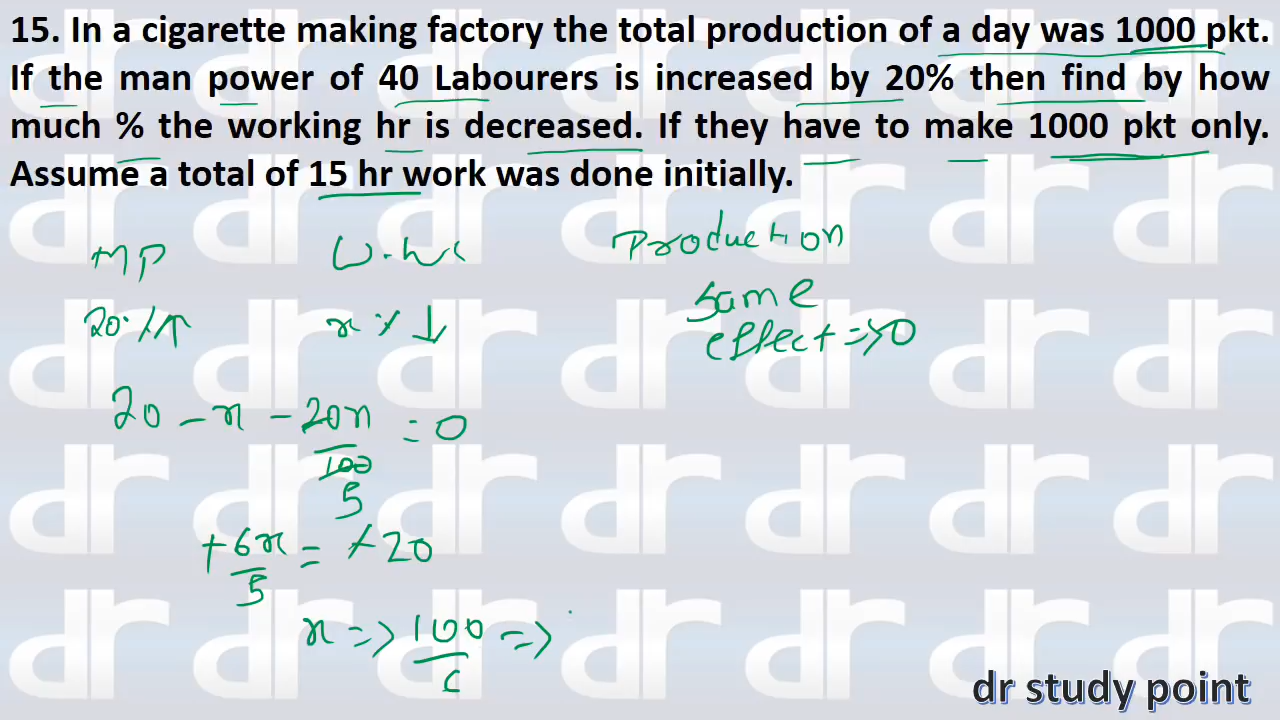 15. In a cigarette making factory the total production of a day was 1000 pkt.
If the man power of 40 Labourers is increased by 20% then find by how
much % the working hr is decreased. If they have to make 1000 pkt only.
Assume a total of 15 hr work was done initially.
MP W.hr Production
20%↑ x%↓ Same
effect => 0
20 - x - 20x/100 = 0
5
+6x/5 = +20
x => 100/6 =>
dr study point